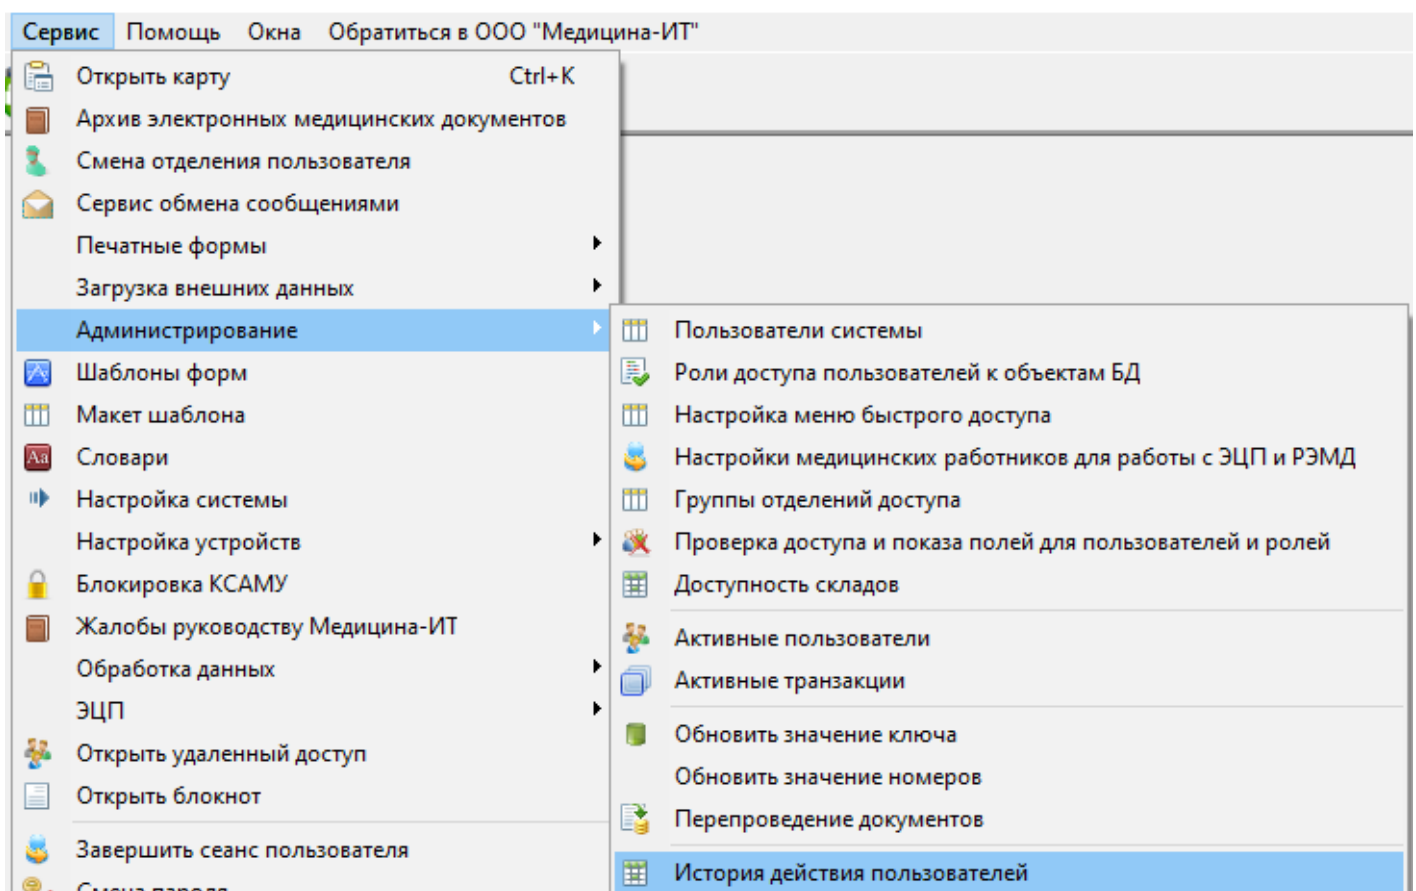 Сервис Помощь Окна Обратиться в ООО "Медицина-ИТ"
Открыть карту Ctrl+K
Архив электронных медицинских документов
Смена отделения пользователя
Сервис обмена сообщениями
Печатные формы
Загрузка внешних данных
Администрирование
Шаблоны форм
Макет шаблона
Словари
Настройка системы
Настройка устройств
Блокировка КСАМУ
Жалобы руководству Медицина-ИТ
Обработка данных
ЭЦП
Открыть удаленный доступ
Открыть блокнот
Завершить сеанс пользователя
Смена пароля
Пользователи системы
Роли доступа пользователей к объектам БД
Настройка меню быстрого доступа
Настройки медицинских работников для работы с ЭЦП и РЭМД
Группы отделений доступа
Проверка доступа и показа полей для пользователей и ролей
Доступность складов
Активные пользователи
Активные транзакции
Обновить значение ключа
Обновить значение номеров
Перепроведение документов
История действия пользователей